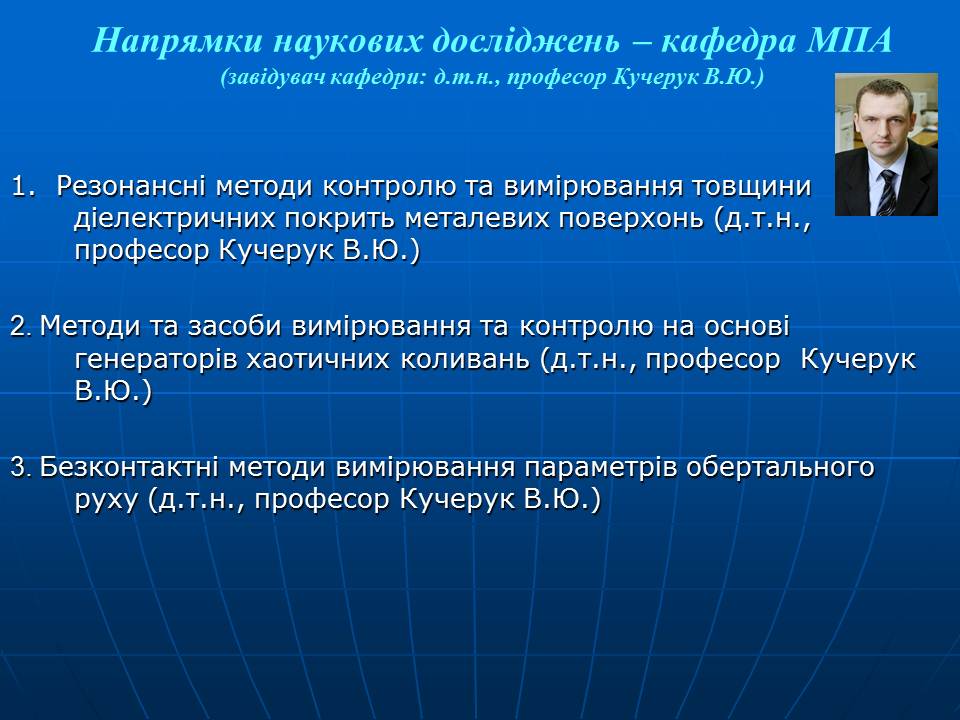 Напрямки наукових досліджень – кафедра МПА
(завідувач кафедри: д.т.н., професор Кучерук В.Ю.)
1. Резонансні методи контролю та вимірювання товщини
діелектричних покрить металевих поверхонь (д.т.н.,
професор Кучерук В.Ю.)
2. Методи та засоби вимірювання та контролю на основі
генераторів хаотичних коливань (д.т.н., професор Кучерук
В.Ю.)
3. Безконтактні методи вимірювання параметрів обертального
руху (д.т.н., професор Кучерук В.Ю.)